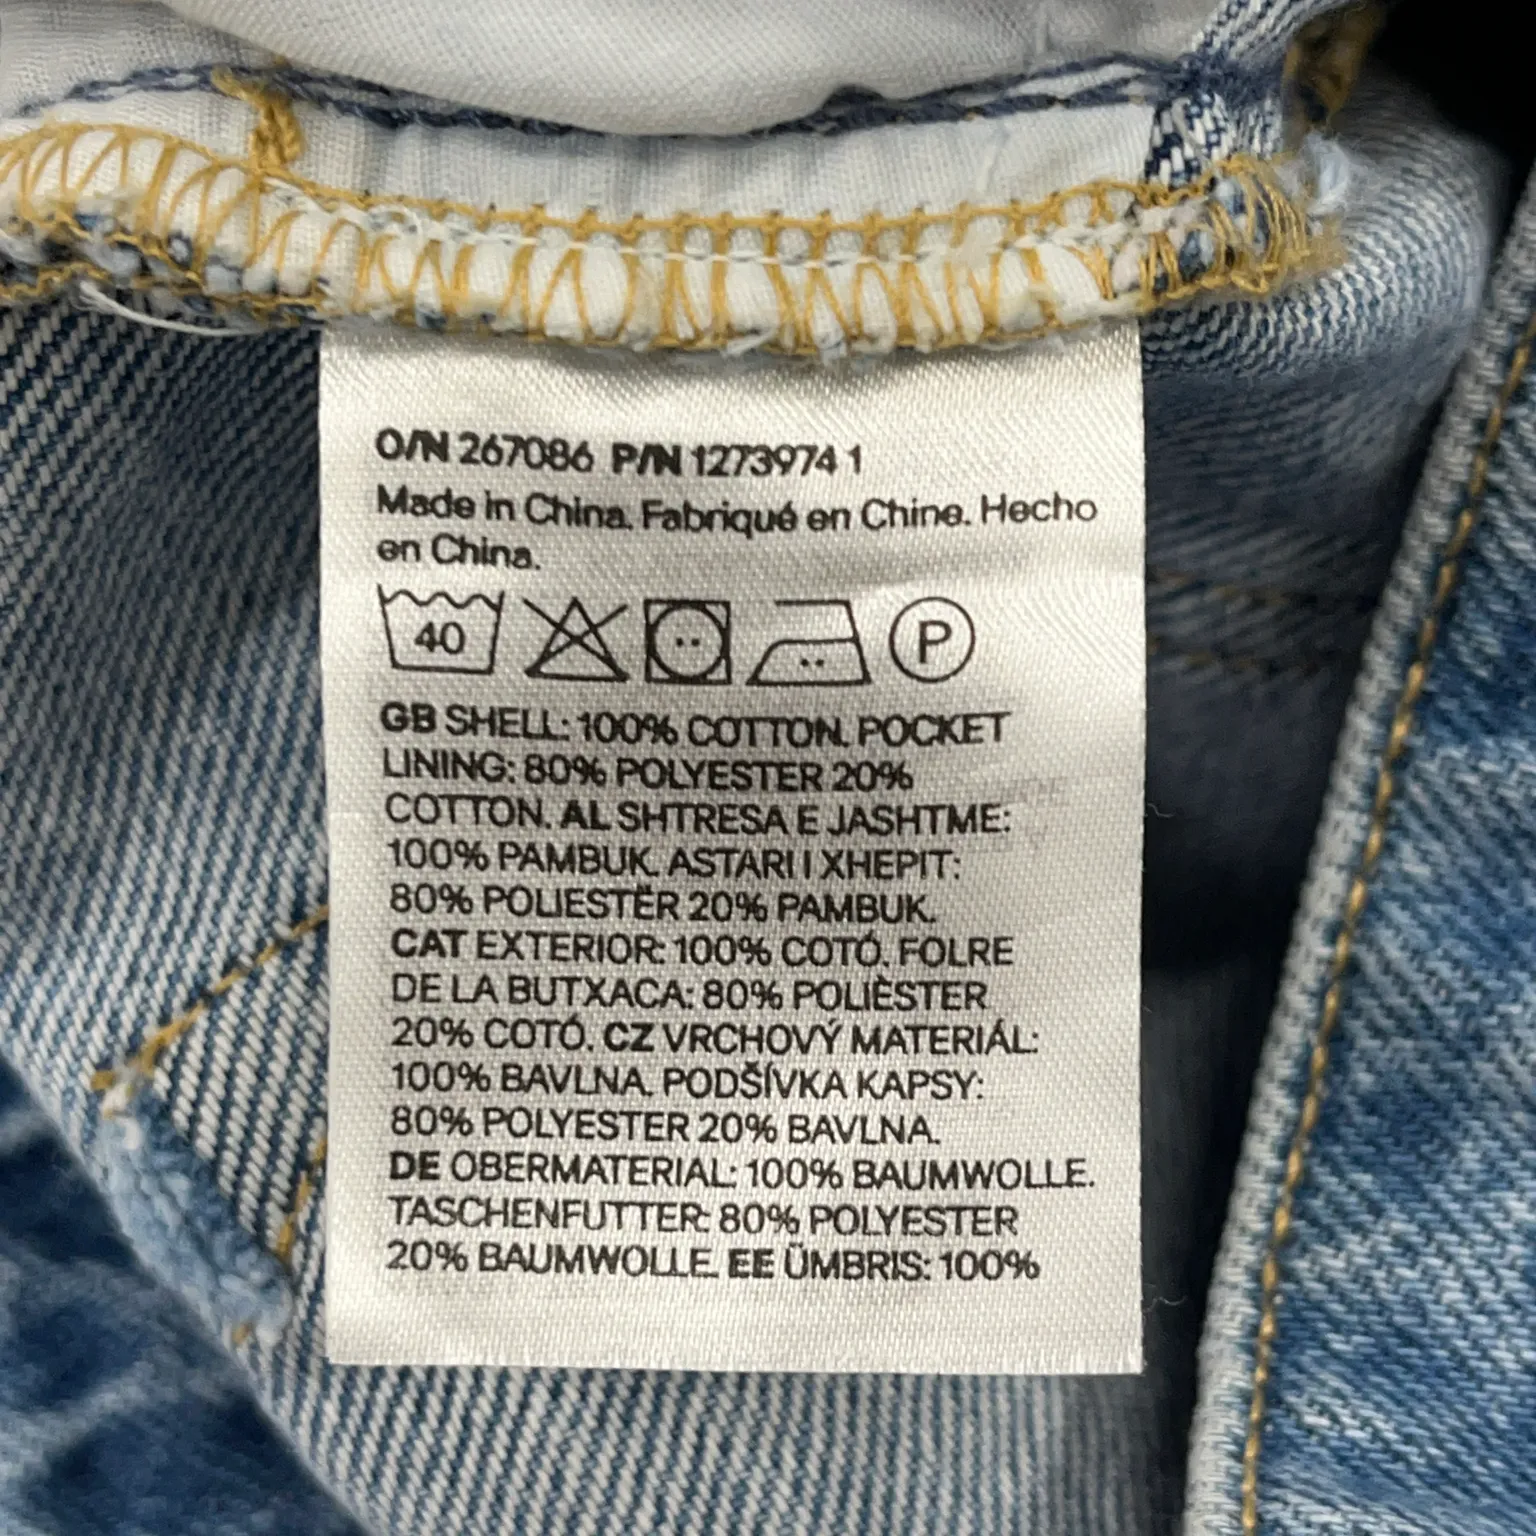 O/N 267086 P/N 1273974 1
Made in China. Fabriqué en Chine. Hecho
en China.
40 P
GB SHELL: 100% COTTON. POCKET
LINING: 80% POLYESTER 20%
COTTON. AL SHTRESA E JASHTME:
100% PAMBUK. ASTARI I XHEPIT:
80% POLIESTËR 20% PAMBUK.
CAT EXTERIOR: 100% COTÓ. FOLRE
DE LA BUTXACA: 80% POLIÈSTER
20% COTÓ. CZ VRCHOVÝ MATERIÁL:
100% BAVLNA. PODŠÍVKA KAPSY:
80% POLYESTER 20% BAVLNA.
DE OBERMATERIAL: 100% BAUMWOLLE.
TASCHENFUTTER: 80% POLYESTER
20% BAUMWOLLE. EE ÜMBRIS: 100%